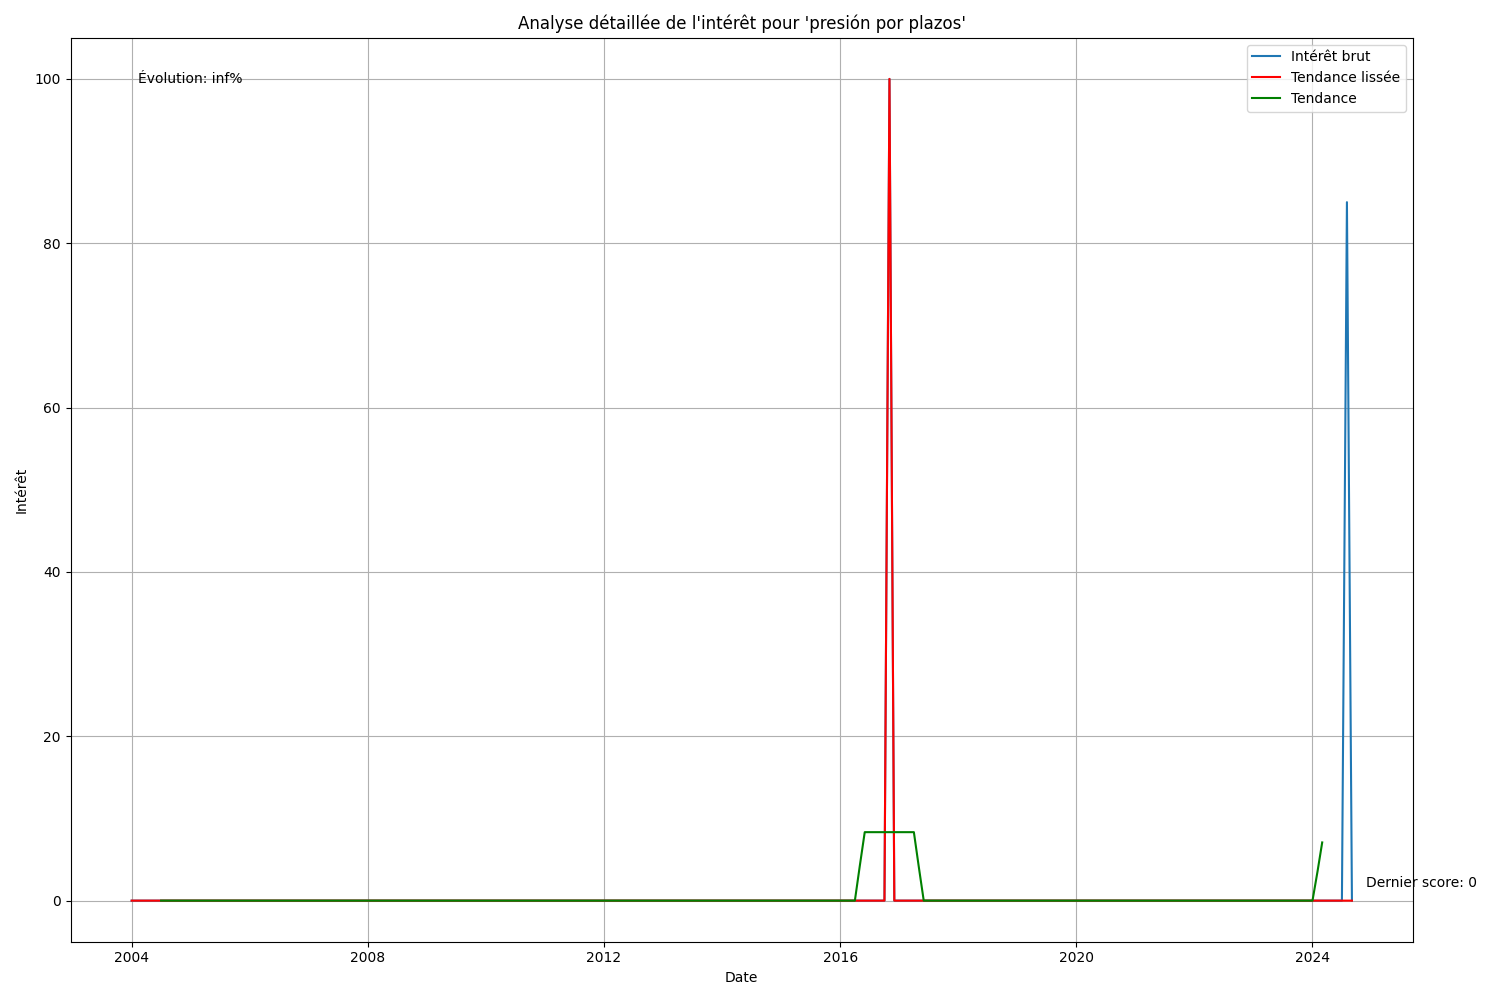 Analyse détaillée de l'intérêt pour 'presión por plazos'
Évolution: inf%
Intérêt brut
Tendance lissée
Tendance
100
80
60
40
20
0
Intérêt
Dernier score: 0
2004
2008
2012
2016
2020
2024
Date